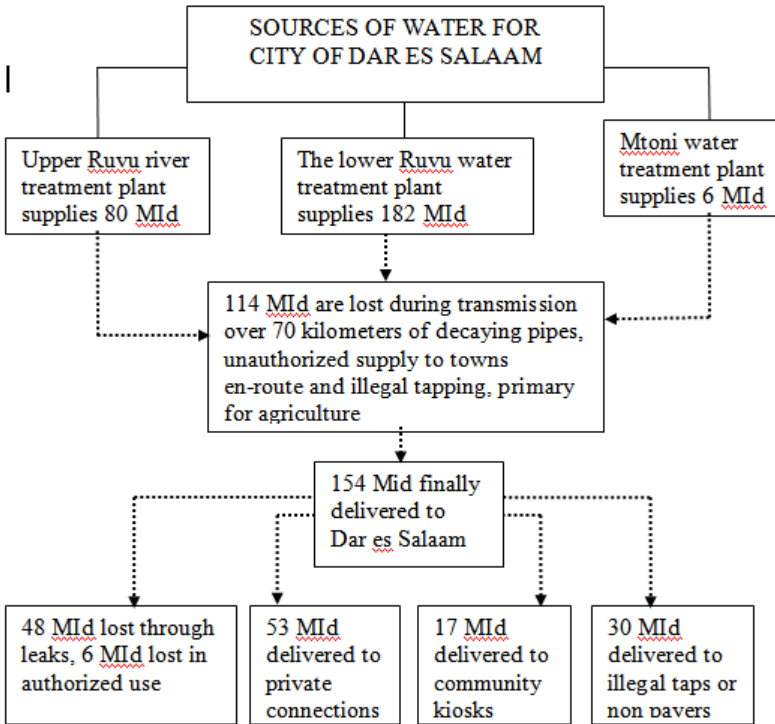 SOURCES OF WATER FOR
CITY OF DAR ES SALAAM
Upper Ruvu river
treatment plant
supplies 80 MId
The lower Ruvu water
treatment plant
supplies 182 MId
Mtoni water
treatment plant
supplies 6 MId
114 MId are lost during transmission
over 70 kilometers of decaying pipes,
unauthorized supply to towns
en-route and illegal tapping, primary
for agriculture
154 Mid finally
delivered to
Dar es Salaam
48 MId lost through
leaks, 6 MId lost in
authorized use
53 MId
delivered to
private
connections
17 MId
delivered to
community
kiosks
30 MId
delivered to
illegal taps or
non payers